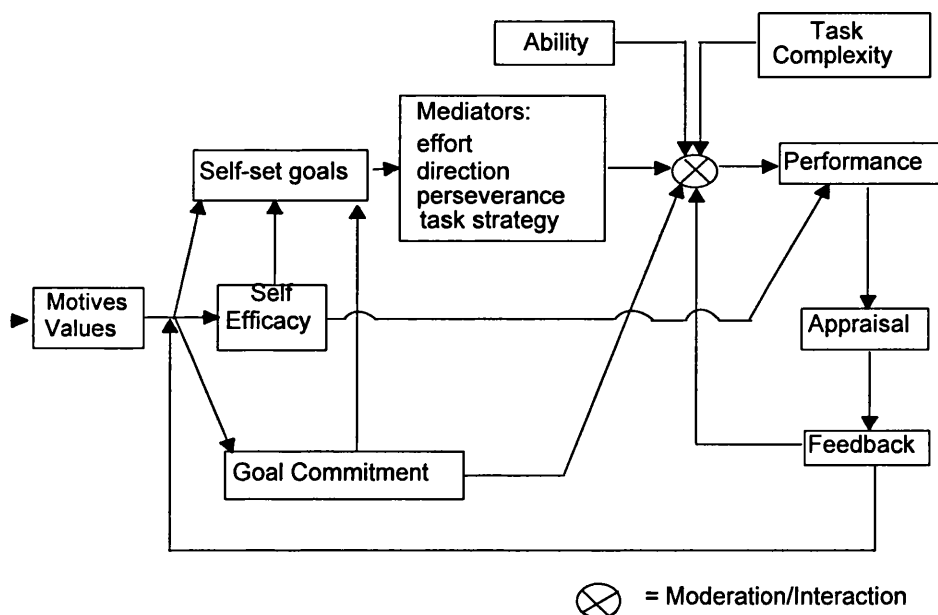 Ability
Task
Complexity
Mediators:
effort
direction
perseverance
task strategy
Self-set goals
Performance
Motives
Values
Self
Efficacy
Appraisal
Goal Commitment
Feedback
= Moderation/Interaction